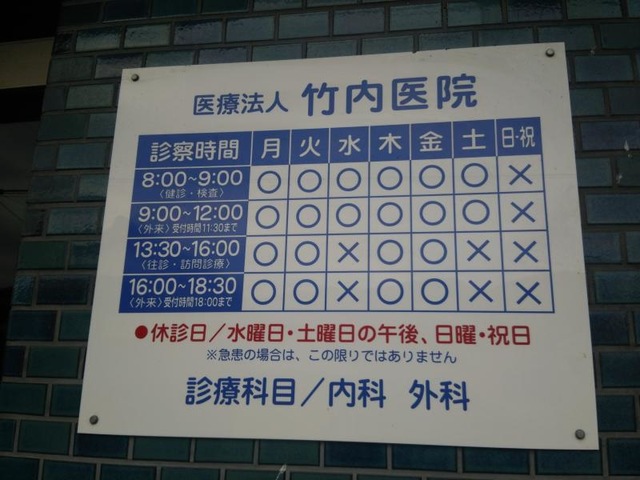 医療法人 竹内医院
診察時間 月 火 水 木 金 土 日・祝
8:00~9:00 ○ ○ ○ ○ ○ ○ ×
〈健診・検査〉
9:00~12:00 ○ ○ ○ ○ ○ ○ ×
〈外来〉受付時間11:30まで
13:30~16:00 ○ ○ × ○ ○ × ×
〈往診・訪問診療〉
16:00~18:30 ○ ○ × ○ ○ × ×
〈外来〉受付時間18:00まで
●休診日/水曜日・土曜日の午後、日曜・祝日
※急患の場合は、この限りではありません
診療科目/内科 外科